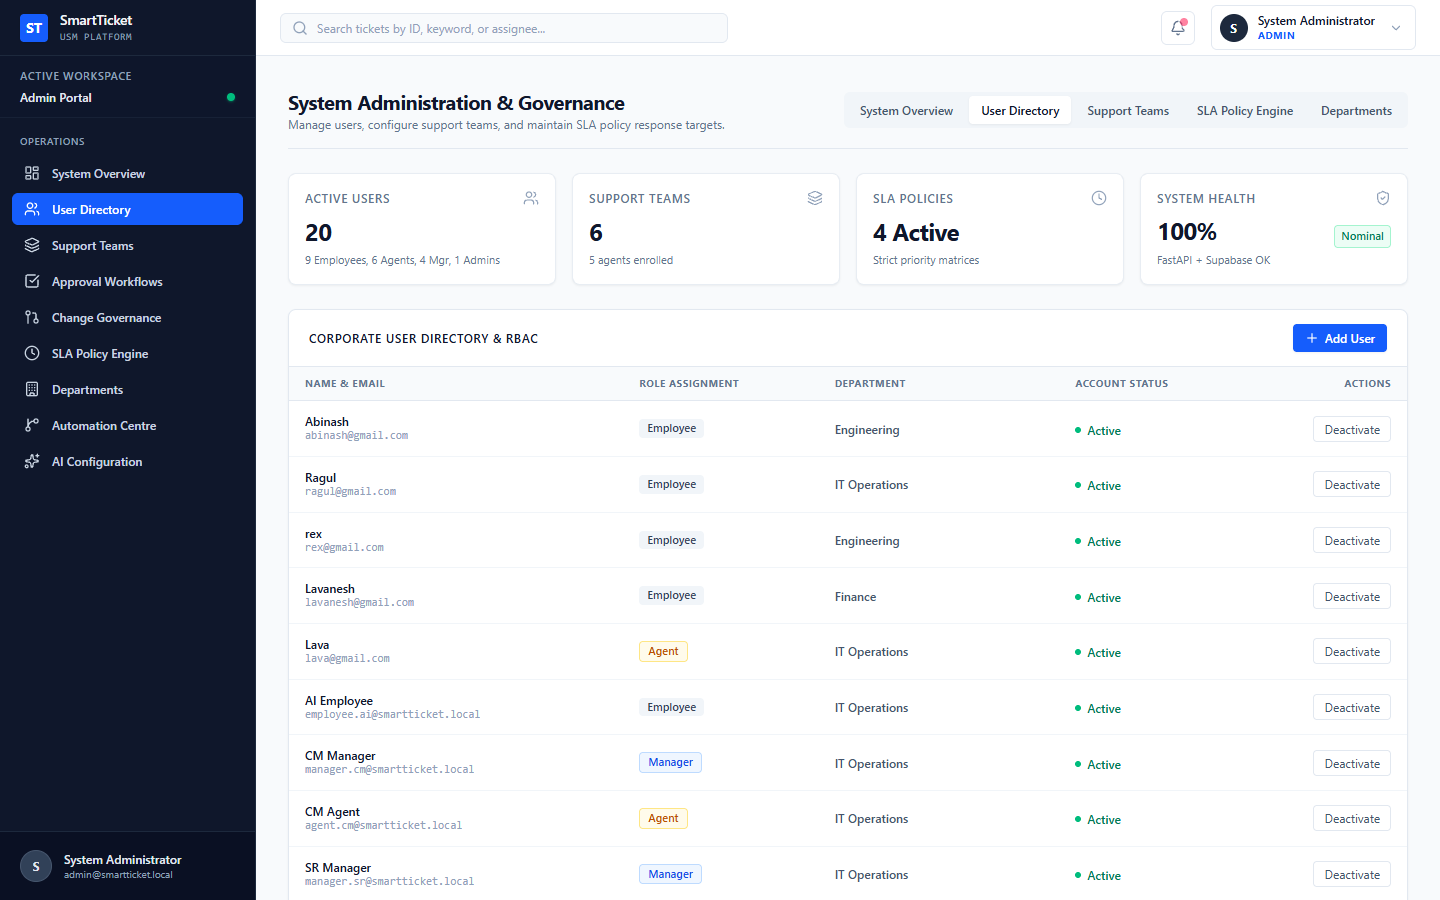 ST
SmartTicket
USM PLATFORM
ACTIVE WORKSPACE
Admin Portal
OPERATIONS
System Overview
User Directory
Support Teams
Approval Workflows
Change Governance
SLA Policy Engine
Departments
Automation Centre
AI Configuration
S
System Administrator
admin@smartticket.local
Search tickets by ID, keyword, or assignee...
S
System Administrator
ADMIN
System Administration & Governance
Manage users, configure support teams, and maintain SLA policy response targets.
System Overview
User Directory
Support Teams
SLA Policy Engine
Departments
ACTIVE USERS
20
9 Employees, 6 Agents, 4 Mgr, 1 Admins
SUPPORT TEAMS
6
5 agents enrolled
SLA POLICIES
4 Active
Strict priority matrices
SYSTEM HEALTH
100%
Nominal
FastAPI + Supabase OK
CORPORATE USER DIRECTORY & RBAC
Add User
NAME & EMAIL ROLE ASSIGNMENT DEPARTMENT ACCOUNT STATUS ACTIONS
Abinash
abinash@gmail.com
Employee Engineering Active Deactivate
Ragul
ragul@gmail.com
Employee IT Operations Active Deactivate
rex
rex@gmail.com
Employee Engineering Active Deactivate
Lavanesh
lavanesh@gmail.com
Employee Finance Active Deactivate
Lava
lava@gmail.com
Agent IT Operations Active Deactivate
AI Employee
employee.ai@smartticket.local
Employee IT Operations Active Deactivate
CM Manager
manager.cm@smartticket.local
Manager IT Operations Active Deactivate
CM Agent
agent.cm@smartticket.local
Agent IT Operations Active Deactivate
SR Manager
manager.sr@smartticket.local
Manager IT Operations Active Deactivate